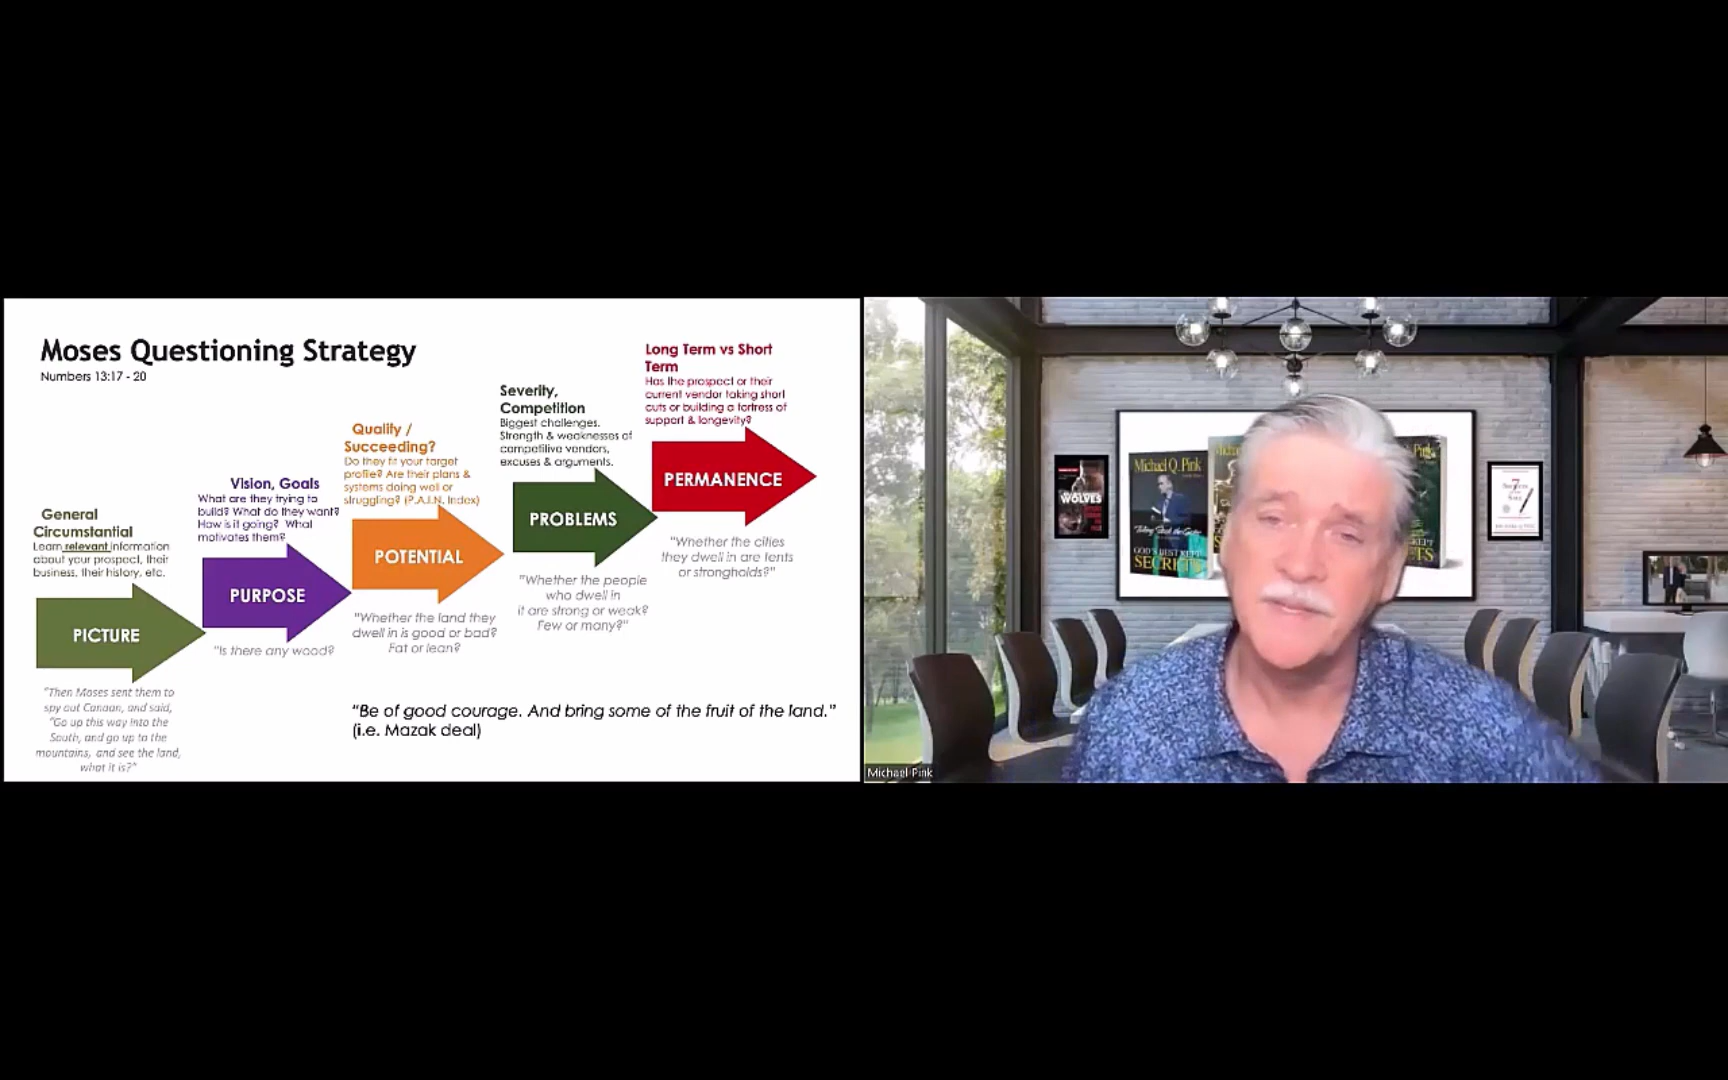 Moses Questioning Strategy
Numbers 13:17 - 20
General
Circumstantial
Learn relevant information
about your prospect, their
business, their history, etc.
PICTURE
"Then Moses sent them to
spy out Canaan, and said,
"Go up this way into the
South, and go up to the
mountains, and see the land,
what it is?"
Vision, Goals
What are they trying to
build? What do they want?
How is it going? What
motivates them?
PURPOSE
"Is there any wood?
Qualify /
Succeeding?
Do they fit your target
profile? Are their plans &
systems doing well or
struggling? (P.A.I.N. Index)
POTENTIAL
"Whether the land they
dwell in is good or bad?
Fat or lean?
Severity,
Competition
Biggest challenges.
Strength & weaknesses of
competitive vendors,
excuses & arguments.
PROBLEMS
"Whether the people
who dwell in
it are strong or weak?
Few or many?"
Long Term vs Short
Term
Has the prospect or their
current vendor taking short
cuts or building a fortress of
support & longevity?
PERMANENCE
"Whether the cities
they dwell in are tents
or strongholds?"
"Be of good courage. And bring some of the fruit of the land."
(i.e. Mazak deal)
WOLVES
Michael Q. Pink
GOD'S BEST KEPT
SECRETS
Pink
KEPT
7
Michael Pink